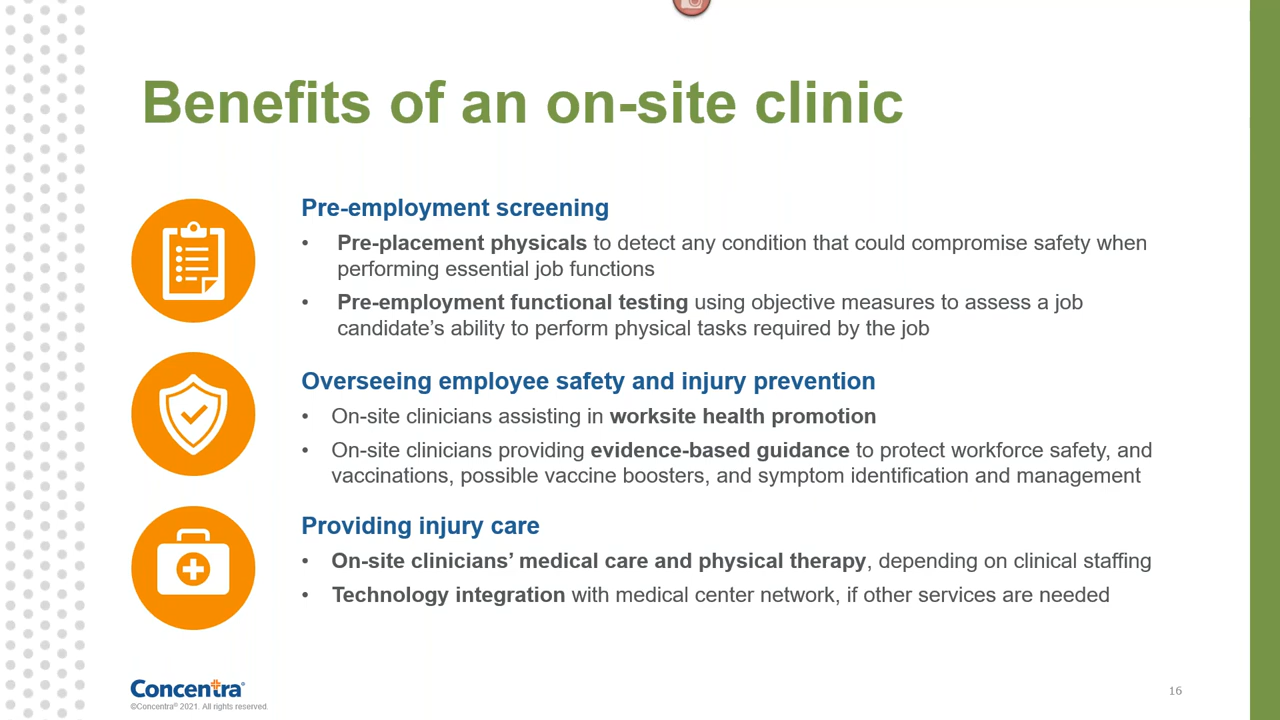 Benefits of an on-site clinic
Pre-employment screening
• Pre-placement physicals to detect any condition that could compromise safety when
performing essential job functions
• Pre-employment functional testing using objective measures to assess a job
candidate’s ability to perform physical tasks required by the job
Overseeing employee safety and injury prevention
• On-site clinicians assisting in worksite health promotion
• On-site clinicians providing evidence-based guidance to protect workforce safety, and
vaccinations, possible vaccine boosters, and symptom identification and management
Providing injury care
• On-site clinicians’ medical care and physical therapy, depending on clinical staffing
• Technology integration with medical center network, if other services are needed
Concentra®
©Concentra® 2021. All rights reserved.
16